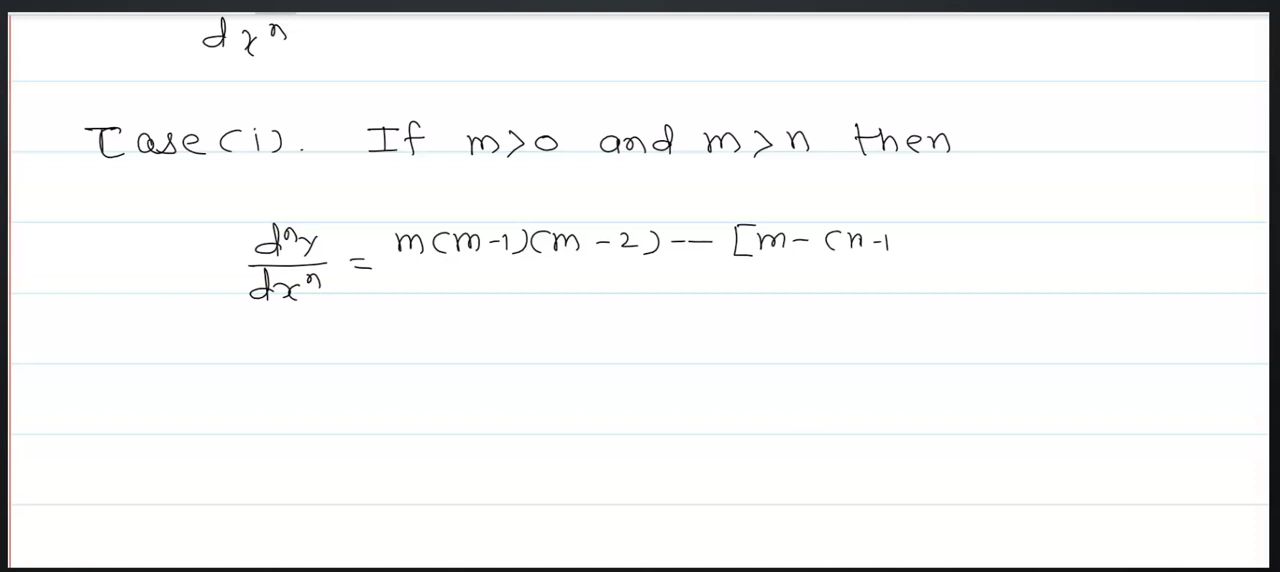 dxⁿ
Case (i). If m>0 and m>n then
dⁿy/dxⁿ = m(m-1)(m-2)--- [m-(n-1